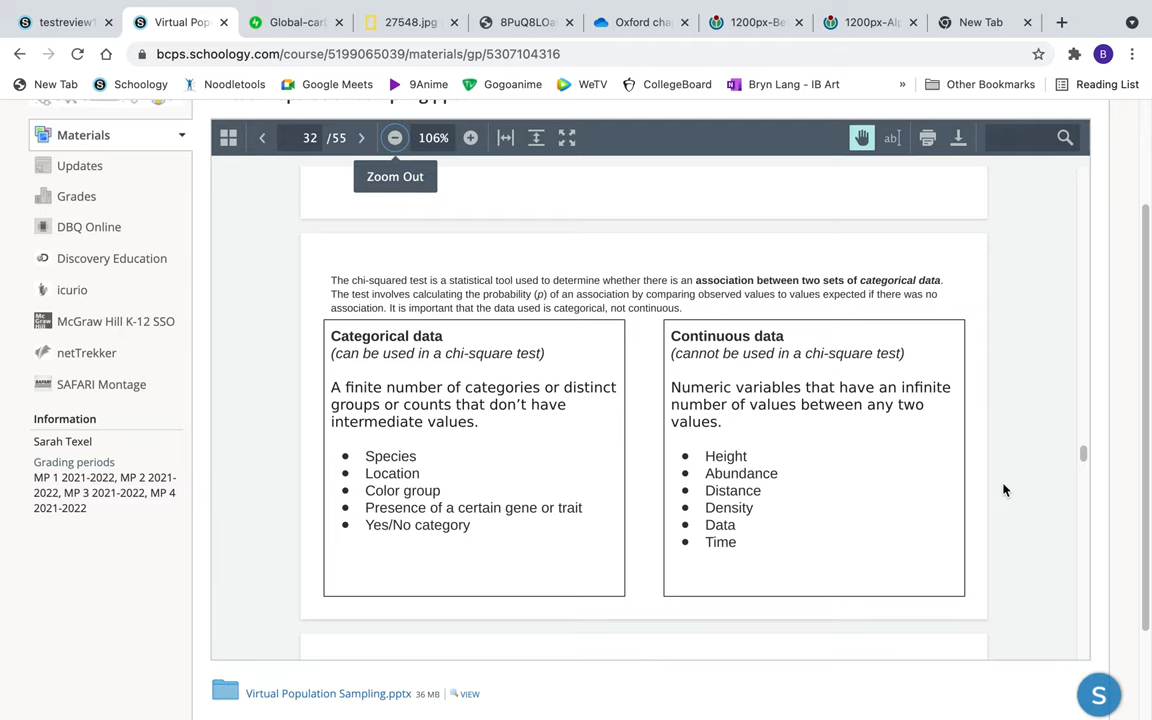 testreview1
Virtual Pop
Global-cart
27548.jpg
8PuQ8LOa
Oxford cha
1200px-Be
1200px-Alp
New Tab
bcps.schoology.com/course/5199065039/materials/gp/5307104316
B
New Tab
Schoology
Noodletools
Google Meets
9Anime
Gogoanime
WeTV
CollegeBoard
Bryn Lang - IB Art
»
Other Bookmarks
Reading List
Materials
Updates
Grades
DBQ Online
Discovery Education
icurio
McGraw Hill K-12 SSO
netTrekker
SAFARI Montage
Information
Sarah Texel
Grading periods
MP 1 2021-2022, MP 2 2021-
2022, MP 3 2021-2022, MP 4
2021-2022
32 /55
106%
ab
Zoom Out
The chi-squared test is a statistical tool used to determine whether there is an association between two sets of categorical data.
The test involves calculating the probability (p) of an association by comparing observed values to values expected if there was no
association. It is important that the data used is categorical, not continuous.
Categorical data
(can be used in a chi-square test)
A finite number of categories or distinct
groups or counts that don't have
intermediate values.
• Species
• Location
• Color group
• Presence of a certain gene or trait
• Yes/No category
Continuous data
(cannot be used in a chi-square test)
Numeric variables that have an infinite
number of values between any two
values.
• Height
• Abundance
• Distance
• Density
• Data
• Time
Virtual Population Sampling.pptx 36 MB VIEW
S